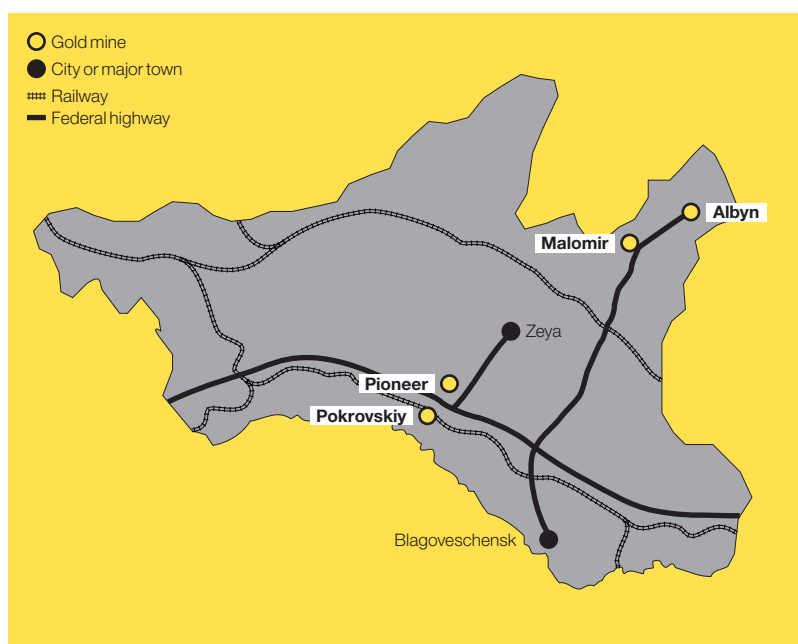 Gold mine
City or major town
Railway
Federal highway
Albyn
Malomir
Zeya
Pioneer
Pokrovskiy
Blagoveschensk